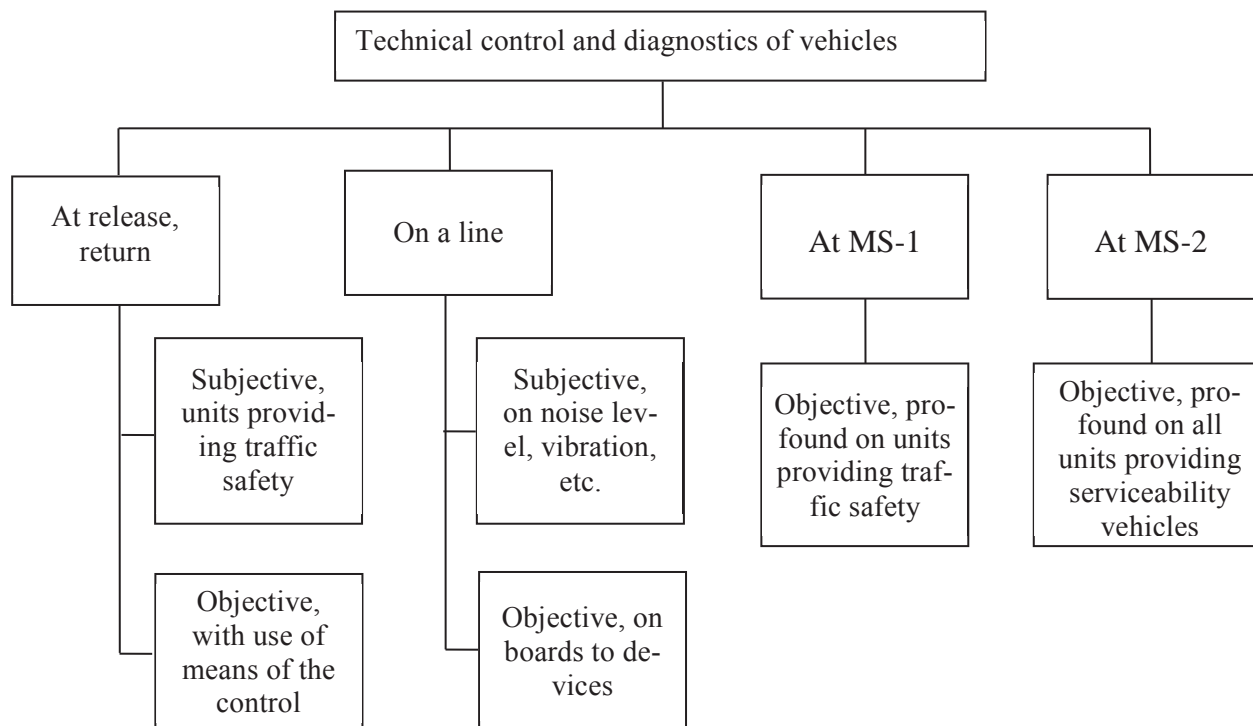 Technical control and diagnostics of vehicles
At release,
return
On a line
At MS-1
At MS-2
Subjective,
units provid-
ing traffic
safety
Subjective,
on noise lev-
el, vibration,
etc.
Objective, pro-
found on units
providing traf-
fic safety
Objective, pro-
found on all
units providing
serviceability
vehicles
Objective,
with use of
means of the
control
Objective, on
boards to de-
vices